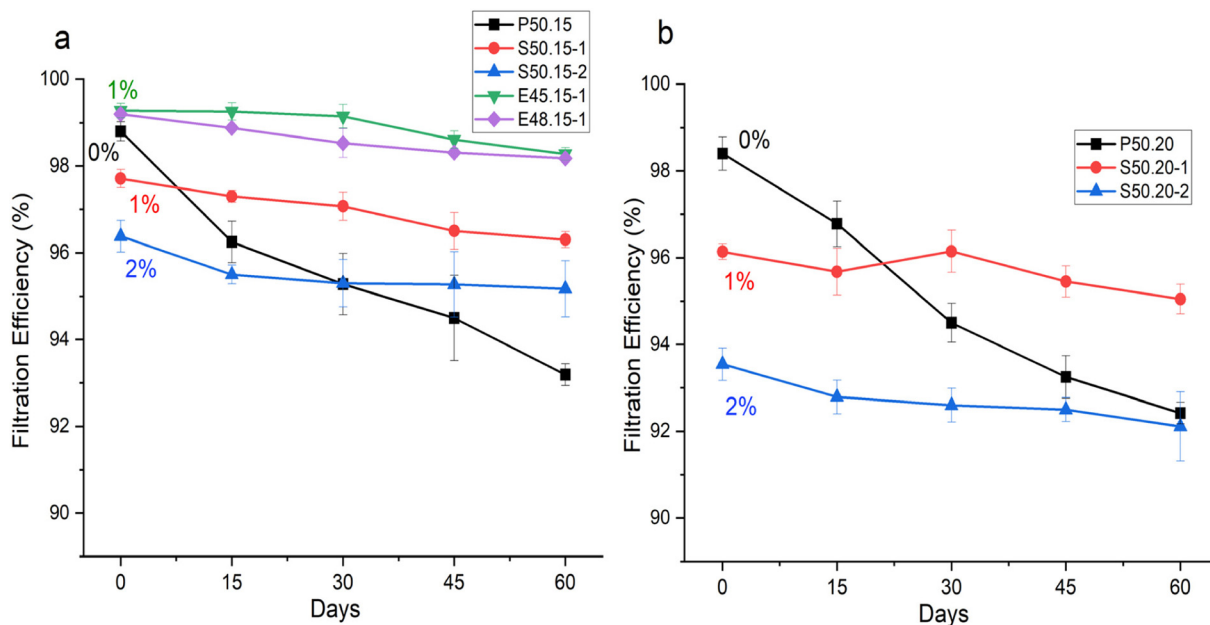 a
P50.15
S50.15-1
S50.15-2
E45.15-1
E48.15-1
100
98
96
94
92
90
Filtration Efficiency (%)
1%
0%
1%
2%
0
15
30
45
60
Days
b
P50.20
S50.20-1
S50.20-2
100
98
96
94
92
90
Filtration Efficiency (%)
0%
1%
2%
0
15
30
45
60
Days